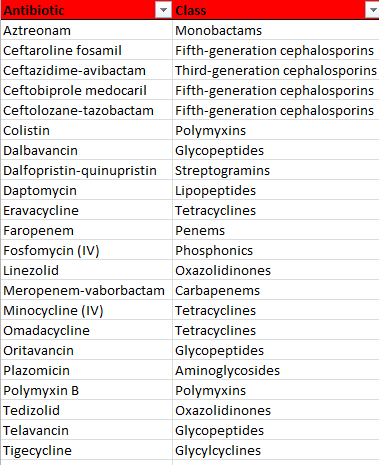 Antibiotic Class
Aztreonam Monobactams
Ceftaroline fosamil Fifth-generation cephalosporins
Ceftazidime-avibactam Third-generation cephalosporins
Ceftobiprole medocaril Fifth-generation cephalosporins
Ceftolozane-tazobactam Fifth-generation cephalosporins
Colistin Polymyxins
Dalbavancin Glycopeptides
Dalfopristin-quinupristin Streptogramins
Daptomycin Lipopeptides
Eravacycline Tetracyclines
Faropenem Penems
Fosfomycin (IV) Phosphonics
Linezolid Oxazolidinones
Meropenem-vaborbactam Carbapenems
Minocycline (IV) Tetracyclines
Omadacycline Tetracyclines
Oritavancin Glycopeptides
Plazomicin Aminoglycosides
Polymyxin B Polymyxins
Tedizolid Oxazolidinones
Telavancin Glycopeptides
Tigecycline Glycylcyclines